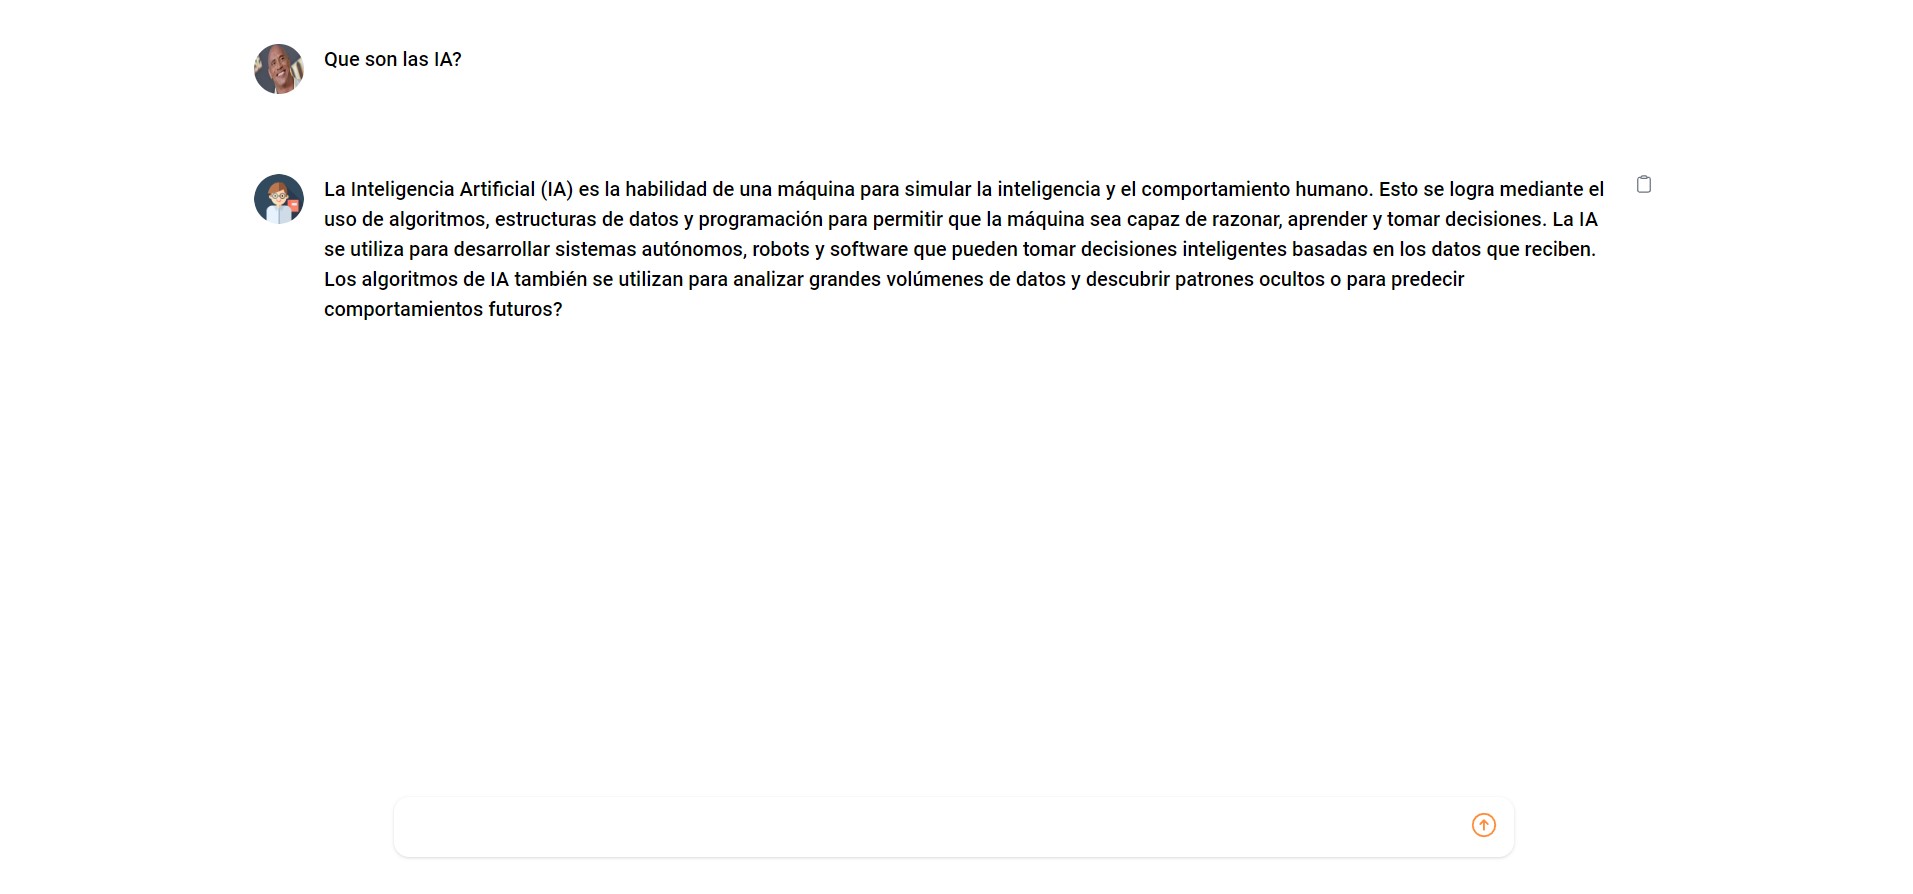 Que son las IA?
La Inteligencia Artificial (IA) es la habilidad de una máquina para simular la inteligencia y el comportamiento humano. Esto se logra mediante el
uso de algoritmos, estructuras de datos y programación para permitir que la máquina sea capaz de razonar, aprender y tomar decisiones. La IA
se utiliza para desarrollar sistemas autónomos, robots y software que pueden tomar decisiones inteligentes basadas en los datos que reciben.
Los algoritmos de IA también se utilizan para analizar grandes volúmenes de datos y descubrir patrones ocultos o para predecir
comportamientos futuros?